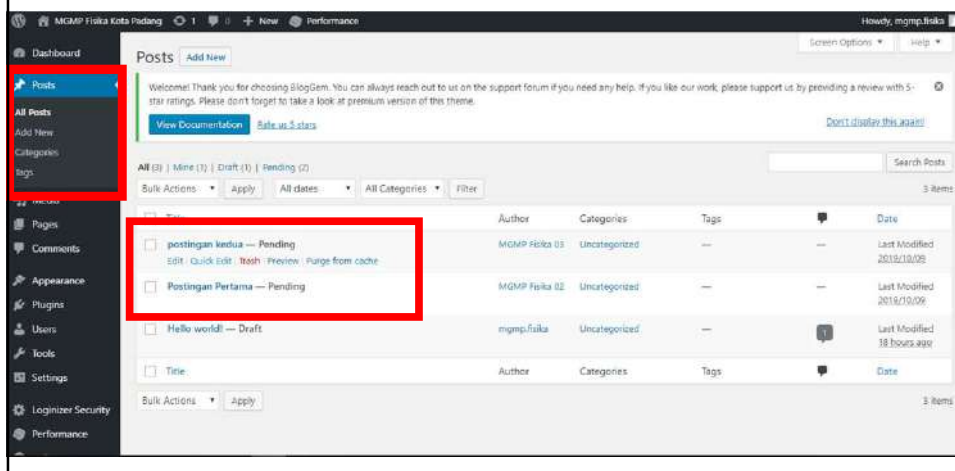 MGMP Fisika Kota Padang 1 0 + New Performance Howdy, mgmp.fisika
Screen Options Help
Dashboard
Posts
All Posts
Add New
Categories
Tags
Media
Pages
Comments
Appearance
Plugins
Users
Tools
Settings
Loginizer Security
Performance
Posts Add New
Welcome! Thank you for choosing BlogGem. You can always reach out to us on the support forum if you need any help. If you like our work, please support us by providing a review with 5-
star ratings. Please don't forget to take a look at premium version of this theme.
View Documentation Rate us 5 stars Don't display this again!
All (3) | Mine (1) | Draft (1) | Pending (2)
Search Posts
Bulk Actions Apply All dates All Categories Filter 3 items
Title Author Categories Tags Date
postingan kedua — Pending MGMP Fisika 03 Uncategorized — — Last Modified
Edit | Quick Edit | Trash | Preview | Purge from cache 2019/10/09
Postingan Pertama — Pending MGMP Fisika 02 Uncategorized — — Last Modified
2019/10/09
Hello world! — Draft mgmp.fisika Uncategorized — 1 Last Modified
18 hours ago
Title Author Categories Tags Date
Bulk Actions Apply 3 items